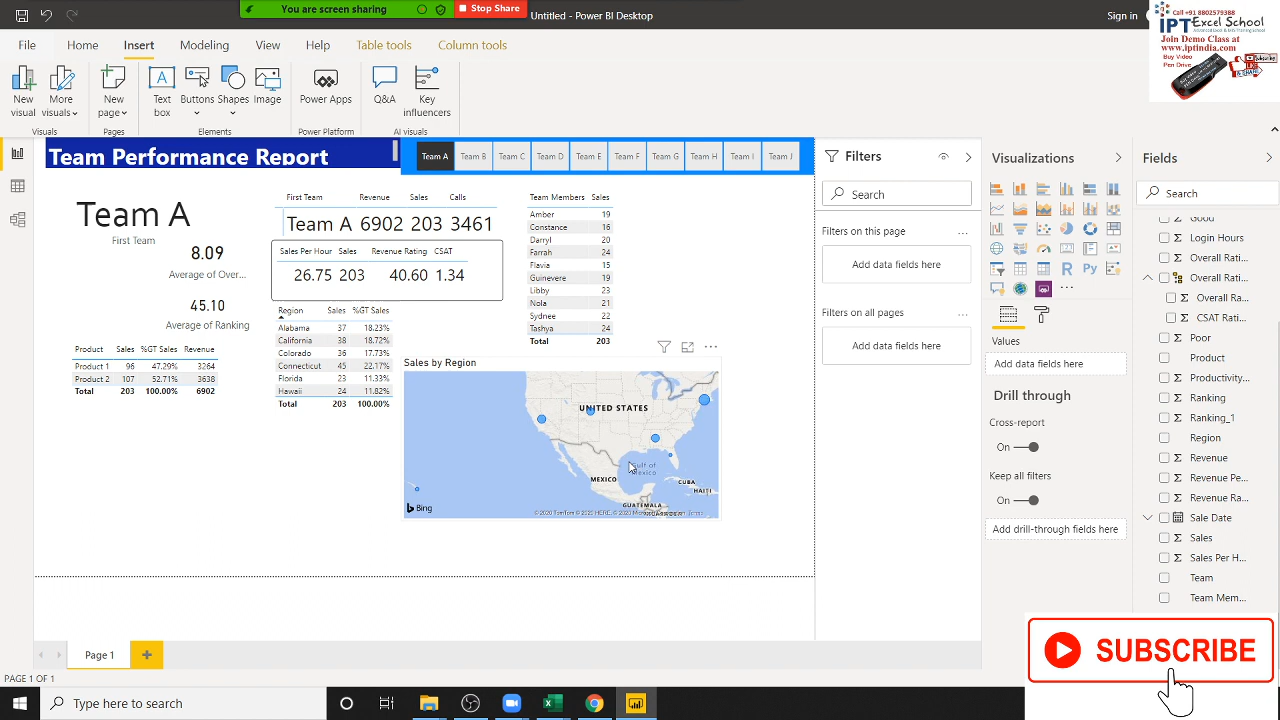 You are screen sharing
Stop Share
Untitled - Power BI Desktop
Sign in
Call +91 8802579388
IPT Excel School
Advanced Excel & Skills Training School
Join Demo Class at
www.iptindia.com
Buy Video
Pen Drive
File
Home
Insert
Modeling
View
Help
Table tools
Column tools
New visual
More visuals
New page
Text box
Buttons
Shapes
Image
Power Apps
Q&A
Key influencers
Visuals
Pages
Elements
Power Platform
AI visuals
Team Performance Report
Team A Team B Team C Team D Team E Team F Team G Team H Team I Team J
Team A
First Team
8.09
Average of Over...
45.10
Average of Ranking
First Team Revenue Sales Calls
Team A 6902 203 3461
Sales Per Ho... Sales Revenue Rating CSAT
26.75 203 40.60 1.34
Team Members Sales
Amber 19
Constance 16
Darryl 20
Farrah 24
Flavia 15
Guinevere 19
Libby 23
Nola 21
Sydnee 22
Tashya 24
Total 203
Product Sales %GT Sales Revenue
Product 1 96 47.29% 3264
Product 2 107 52.71% 3638
Total 203 100.00% 6902
Region Sales %GT Sales
Alabama 37 18.23%
California 38 18.72%
Colorado 36 17.73%
Connecticut 45 22.17%
Florida 23 11.33%
Hawaii 24 11.82%
Total 203 100.00%
Sales by Region
UNITED STATES
Gulf of
Mexico
MEXICO
CUBA
HAITI
GUATEMALA
Bing
Filters
Search
Filters on this page
...
Add data fields here
Filters on all pages
...
Add data fields here
Visualizations
Values
Add data fields here
Drill through
Cross-report
On
Keep all filters
On
Add drill-through fields here
Fields
Search
Good
Login Hours
Overall Ra...
Overall Rati...
Overall Ra...
CSAT Rati...
Poor
Product
Productivity...
Ranking
Ranking_1
Region
Revenue
Revenue Pe...
Revenue Ra...
Sale Date
Sales
Sales Per H...
Team
Team Mem...
Page 1
PAGE 1 OF 1
SUBSCRIBE
Type here to search